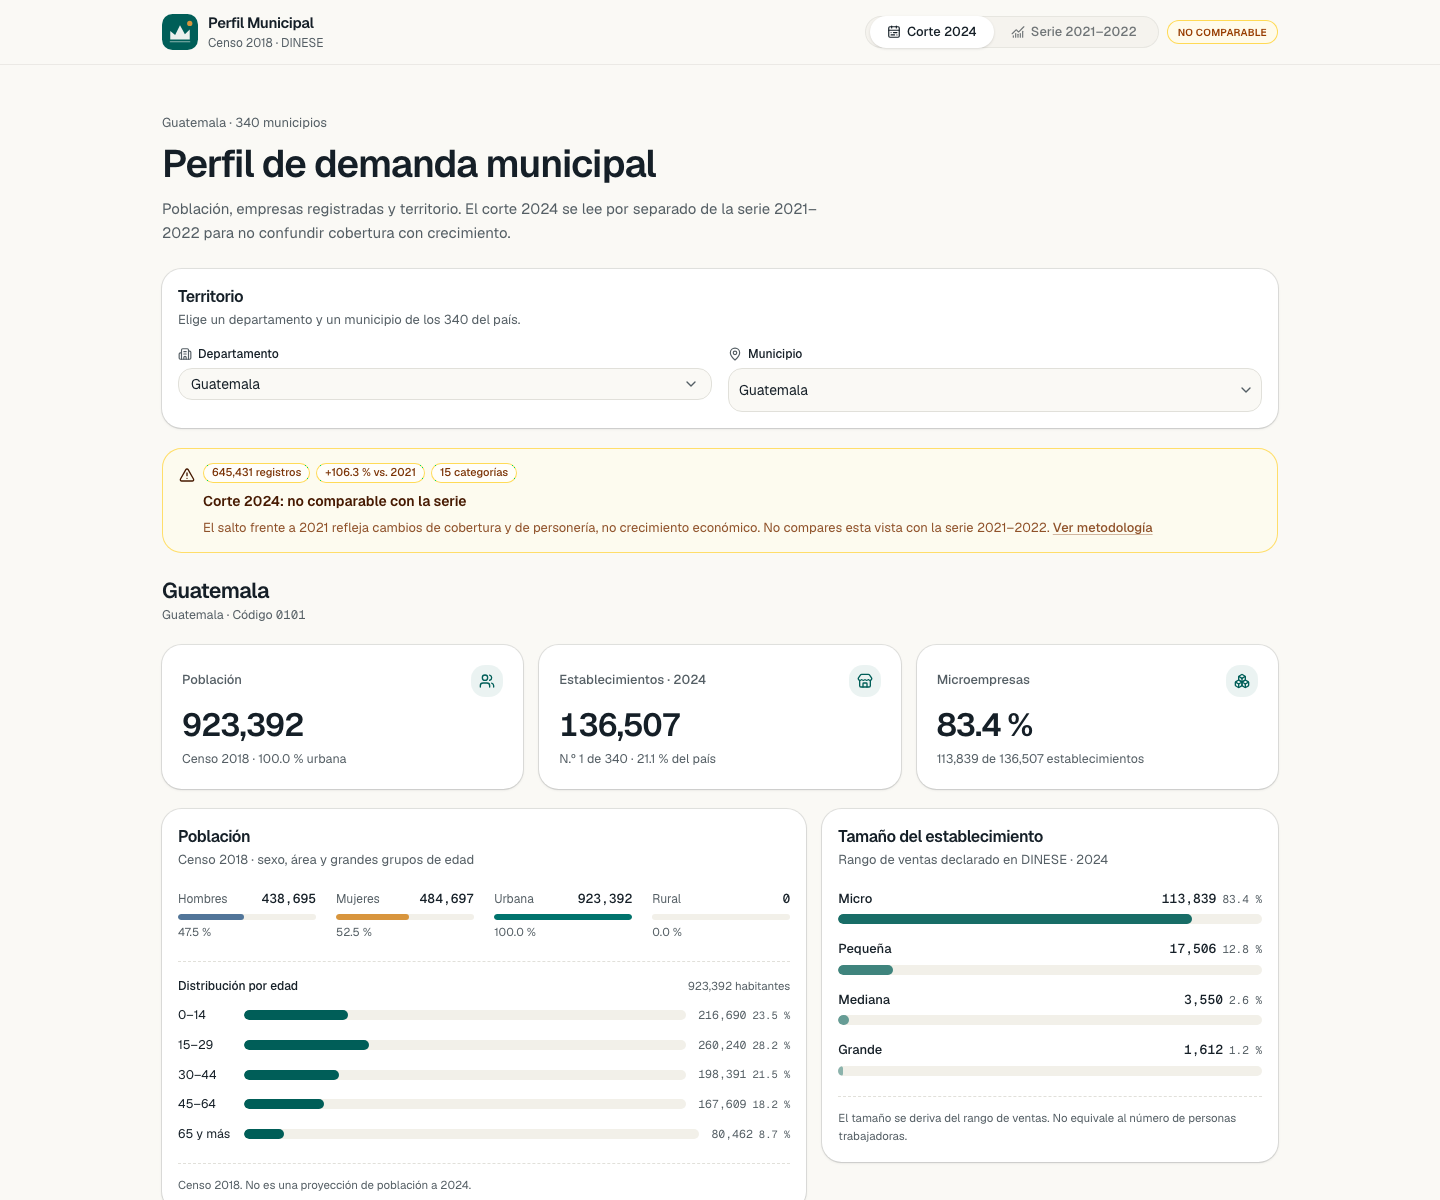 Perfil Municipal
Censo 2018 · DINESE
Corte 2024
Serie 2021–2022
NO COMPARABLE
Guatemala · 340 municipios
Perfil de demanda municipal
Población, empresas registradas y territorio. El corte 2024 se lee por separado de la serie 2021–
2022 para no confundir cobertura con crecimiento.
Territorio
Elige un departamento y un municipio de los 340 del país.
Departamento
Municipio
Guatemala
Guatemala
645,431 registros
+106.3 % vs. 2021
15 categorías
Corte 2024: no comparable con la serie
El salto frente a 2021 refleja cambios de cobertura y de personería, no crecimiento económico. No compares esta vista con la serie 2021–2022. Ver metodología
Guatemala
Guatemala · Código 0101
Población
923,392
Censo 2018 · 100.0 % urbana
Establecimientos · 2024
136,507
N.º 1 de 340 · 21.1 % del país
Microempresas
83.4 %
113,839 de 136,507 establecimientos
Población
Censo 2018 · sexo, área y grandes grupos de edad
Hombres 438,695
47.5 %
Mujeres 484,697
52.5 %
Urbana 923,392
100.0 %
Rural 0
0.0 %
Distribución por edad 923,392 habitantes
0–14 216,690 23.5 %
15–29 260,240 28.2 %
30–44 198,391 21.5 %
45–64 167,609 18.2 %
65 y más 80,462 8.7 %
Censo 2018. No es una proyección de población a 2024.
Tamaño del establecimiento
Rango de ventas declarado en DINESE · 2024
Micro 113,839 83.4 %
Pequeña 17,506 12.8 %
Mediana 3,550 2.6 %
Grande 1,612 1.2 %
El tamaño se deriva del rango de ventas. No equivale al número de personas
trabajadoras.